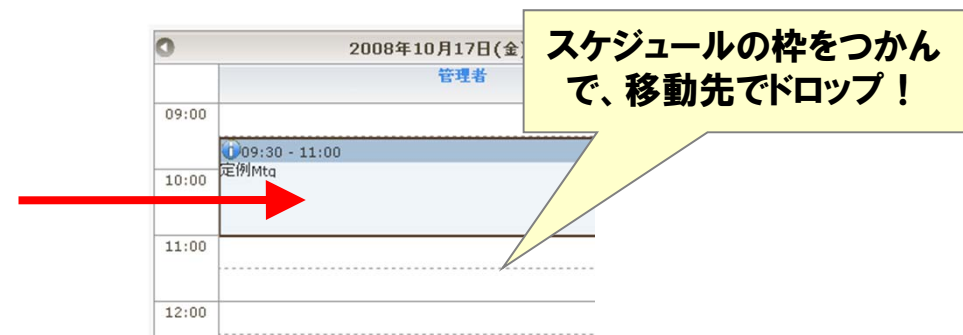 2008年10月17日(金)
スケジュールの枠をつかん
で、移動先でドロップ！
管理者
09:00
09:30 - 11:00
定例Mtg
10:00
11:00
12:00